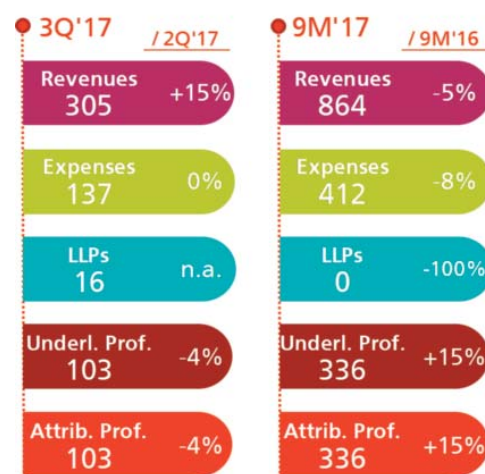 3Q'17
/ 2Q'17
Revenues
305
+15%
Expenses
137
0%
LLPs
16
n.a.
Underl. Prof.
103
-4%
Attrib. Prof.
103
-4%
9M'17
/ 9M'16
Revenues
864
-5%
Expenses
412
-8%
LLPs
0
-100%
Underl. Prof.
336
+15%
Attrib. Prof.
336
+15%